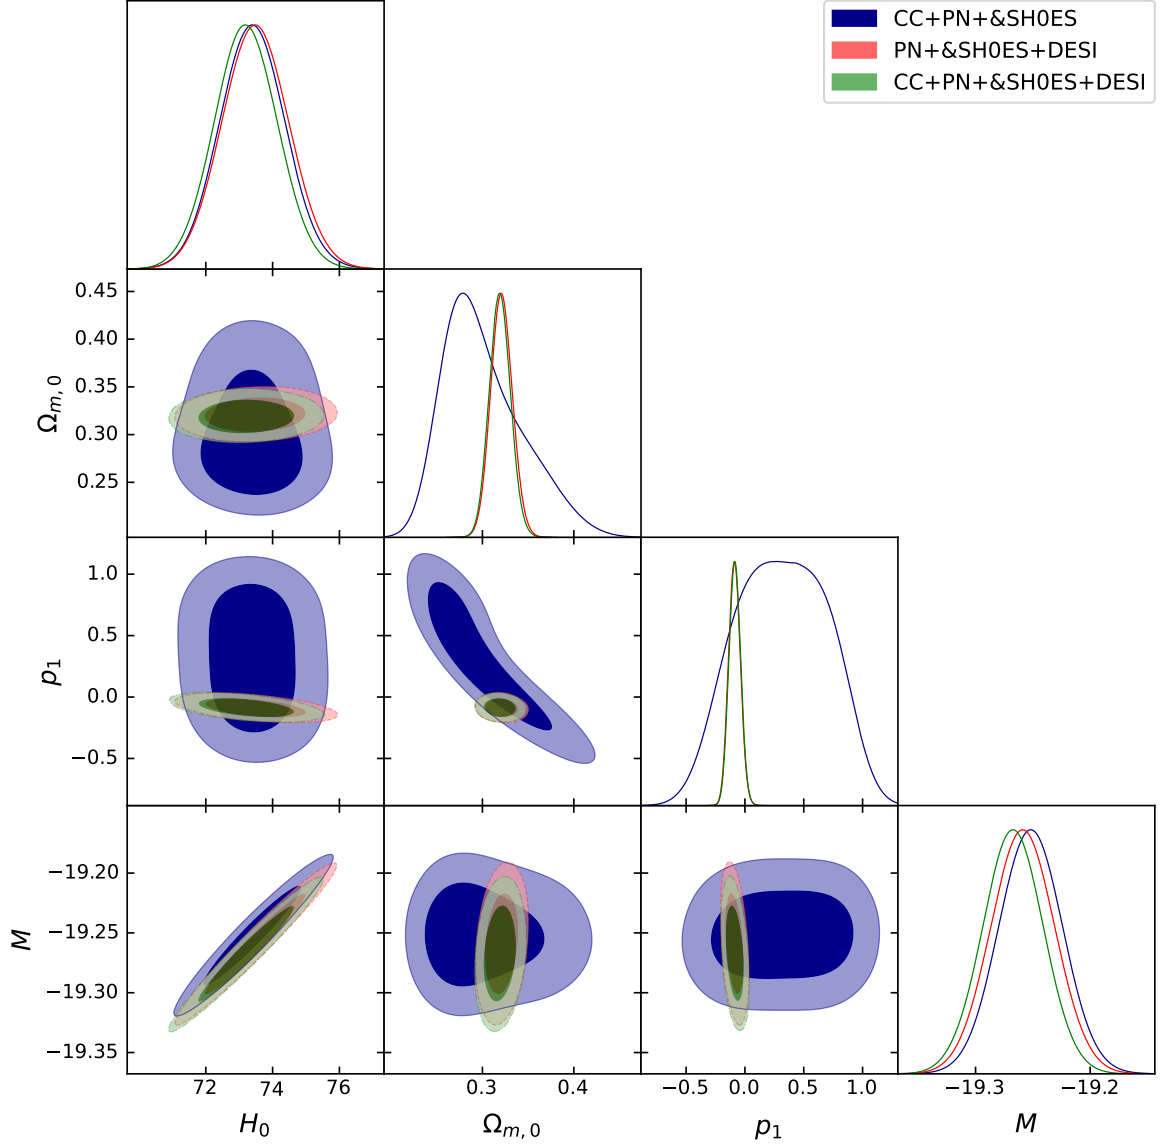 CC+PN+&SH0ES
PN+&SH0ES+DESI
CC+PN+&SH0ES+DESI
0.45
0.40
0.35
0.30
0.25
Ωm, 0
1.0
0.5
0.0
−0.5
p1
−19.20
−19.25
−19.30
−19.35
M
72 74 76
0.3 0.4
−0.5 0.0 0.5 1.0
−19.3 −19.2
H0
Ωm, 0
p1
M